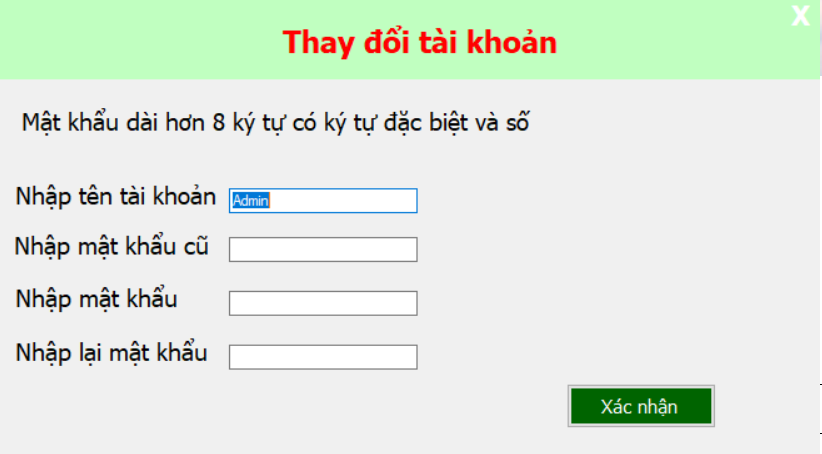 X
Thay đổi tài khoản
Mật khẩu dài hơn 8 ký tự có ký tự đặc biệt và số
Nhập tên tài khoản Admin
Nhập mật khẩu cũ
Nhập mật khẩu
Nhập lại mật khẩu
Xác nhận